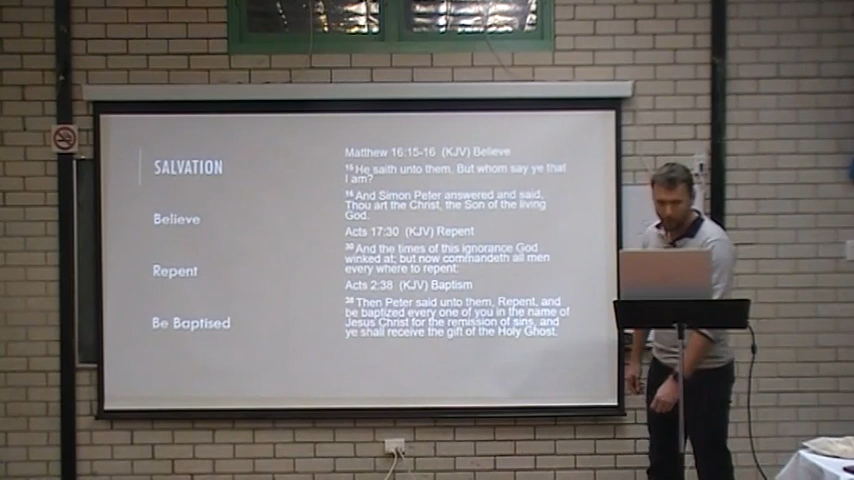 SALVATION
Believe
Repent
Be Baptised
Matthew 16:15-16 (KJV) Believe
15 He saith unto them, But whom say ye that
I am?
16 And Simon Peter answered and said,
Thou art the Christ, the Son of the living
God.
Acts 17:30 (KJV) Repent
30 And the times of this ignorance God
winked at; but now commandeth all men
every where to repent:
Acts 2:38 (KJV) Baptism
38 Then Peter said unto them, Repent, and
be baptized every one of you in the name of
Jesus Christ for the remission of sins, and
ye shall receive the gift of the Holy Ghost.